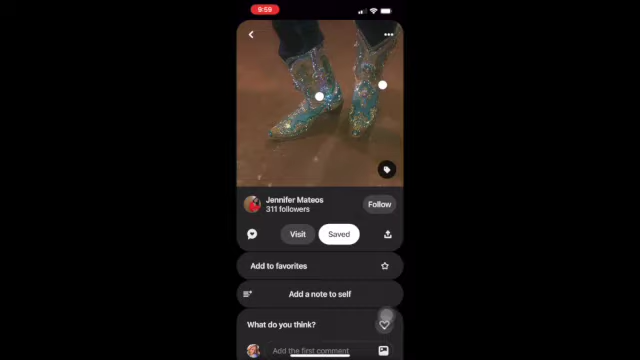 9:59
Jennifer Mateos
311 followers
Follow
Visit
Saved
Add to favorites
Add a note to self
What do you think?
Add the first comment